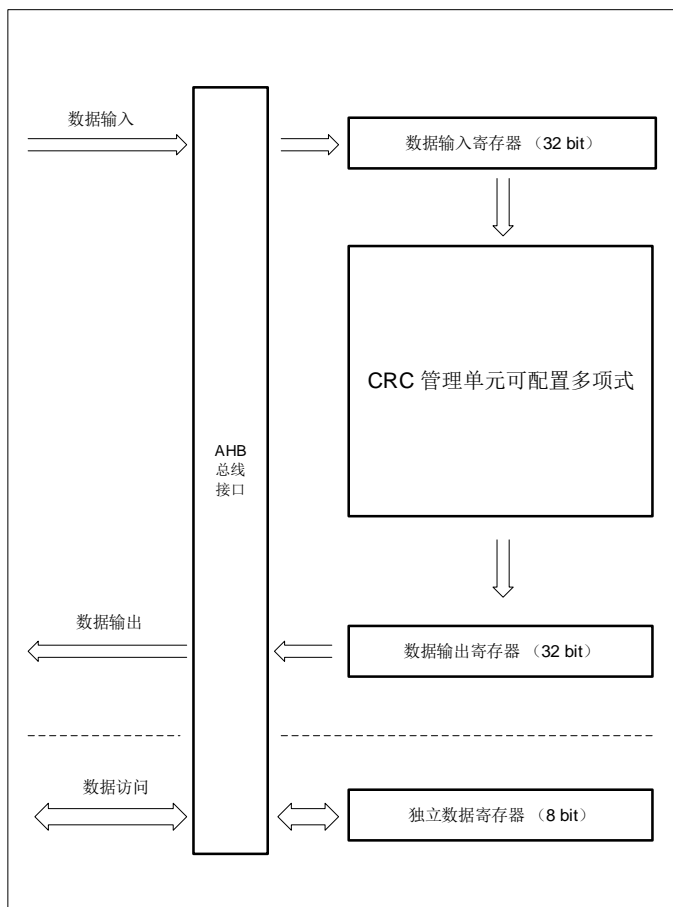 数据输入
数据输入寄存器 （32 bit）
CRC 管理单元可配置多项式
AHB
总线
接口
数据输出
数据输出寄存器 （32 bit）
数据访问
独立数据寄存器 （8 bit）